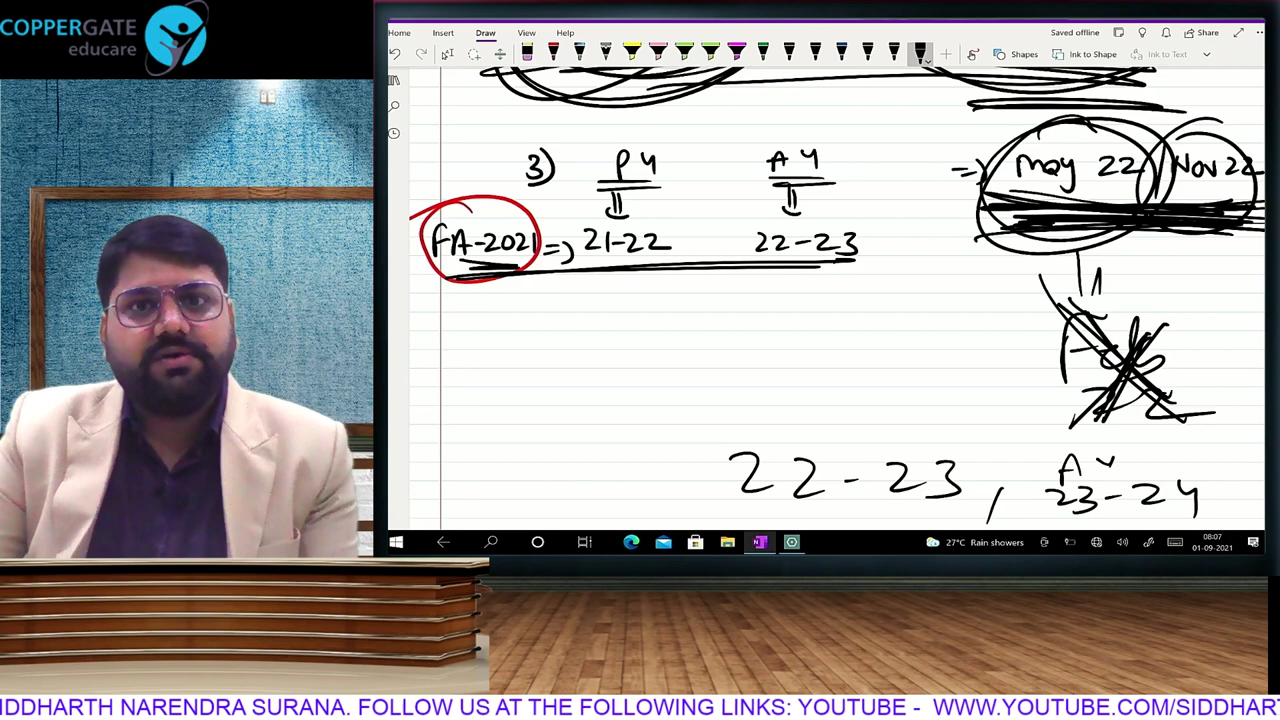 COPPERGATE
educare
Home Insert Draw View Help
Saved offline
Share
Shapes
Ink to Shape
Ink to Text
3) PY AY => May 22 Nov 22
FA-2021 => 21-22 22-23
22-23, AY 23-24
27°C Rain showers
08:07
01-09-2021
IDDHARTH NARENDRA SURANA. FOLLOW US AT THE FOLLOWING LINKS: YOUTUBE - WWW.YOUTUBE.COM/SIDDHAR